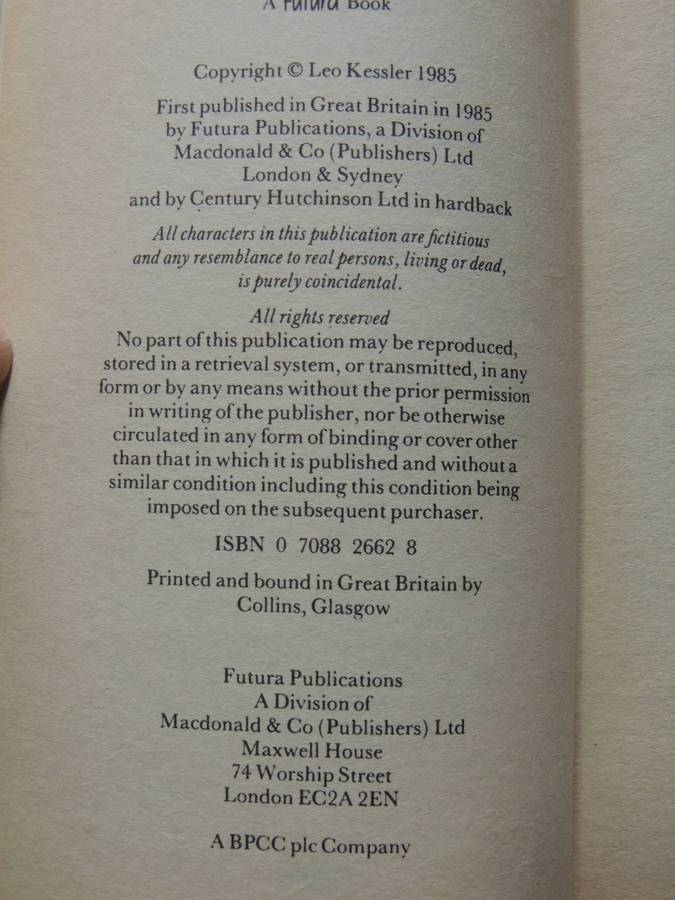 A Futura Book
Copyright © Leo Kessler 1985
First published in Great Britain in 1985
by Futura Publications, a Division of
Macdonald & Co (Publishers) Ltd
London & Sydney
and by Century Hutchinson Ltd in hardback
All characters in this publication are fictitious
and any resemblance to real persons, living or dead,
is purely coincidental.
All rights reserved
No part of this publication may be reproduced,
stored in a retrieval system, or transmitted, in any
form or by any means without the prior permission
in writing of the publisher, nor be otherwise
circulated in any form of binding or cover other
than that in which it is published and without a
similar condition including this condition being
imposed on the subsequent purchaser.
ISBN 0 7088 2662 8
Printed and bound in Great Britain by
Collins, Glasgow
Futura Publications
A Division of
Macdonald & Co (Publishers) Ltd
Maxwell House
74 Worship Street
London EC2A 2EN
A BPCC plc Company